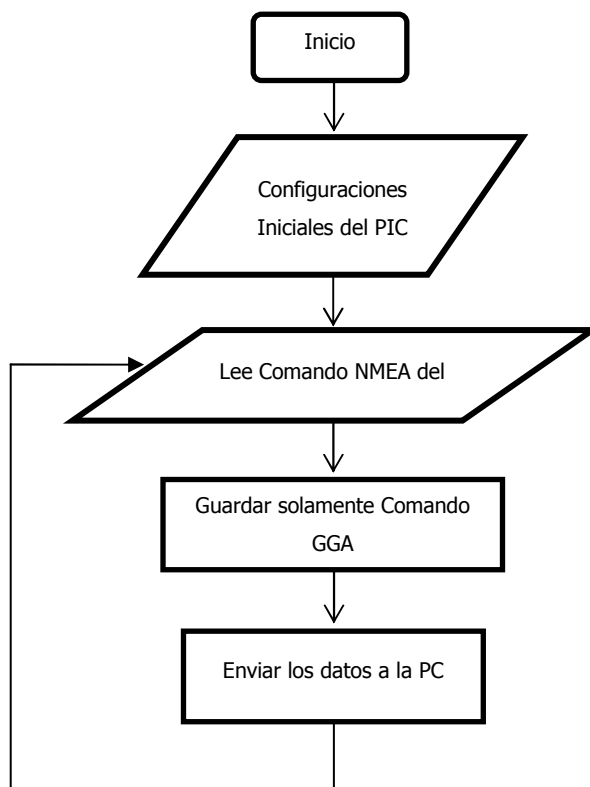 Inicio
Configuraciones
Iniciales del PIC
Lee Comando NMEA del
Guardar solamente Comando
GGA
Enviar los datos a la PC